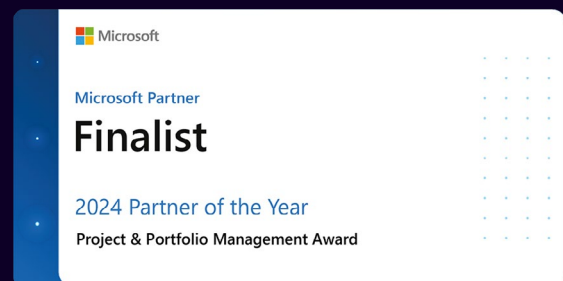 Microsoft
Microsoft Partner
Finalist
2024 Partner of the Year
Project & Portfolio Management Award